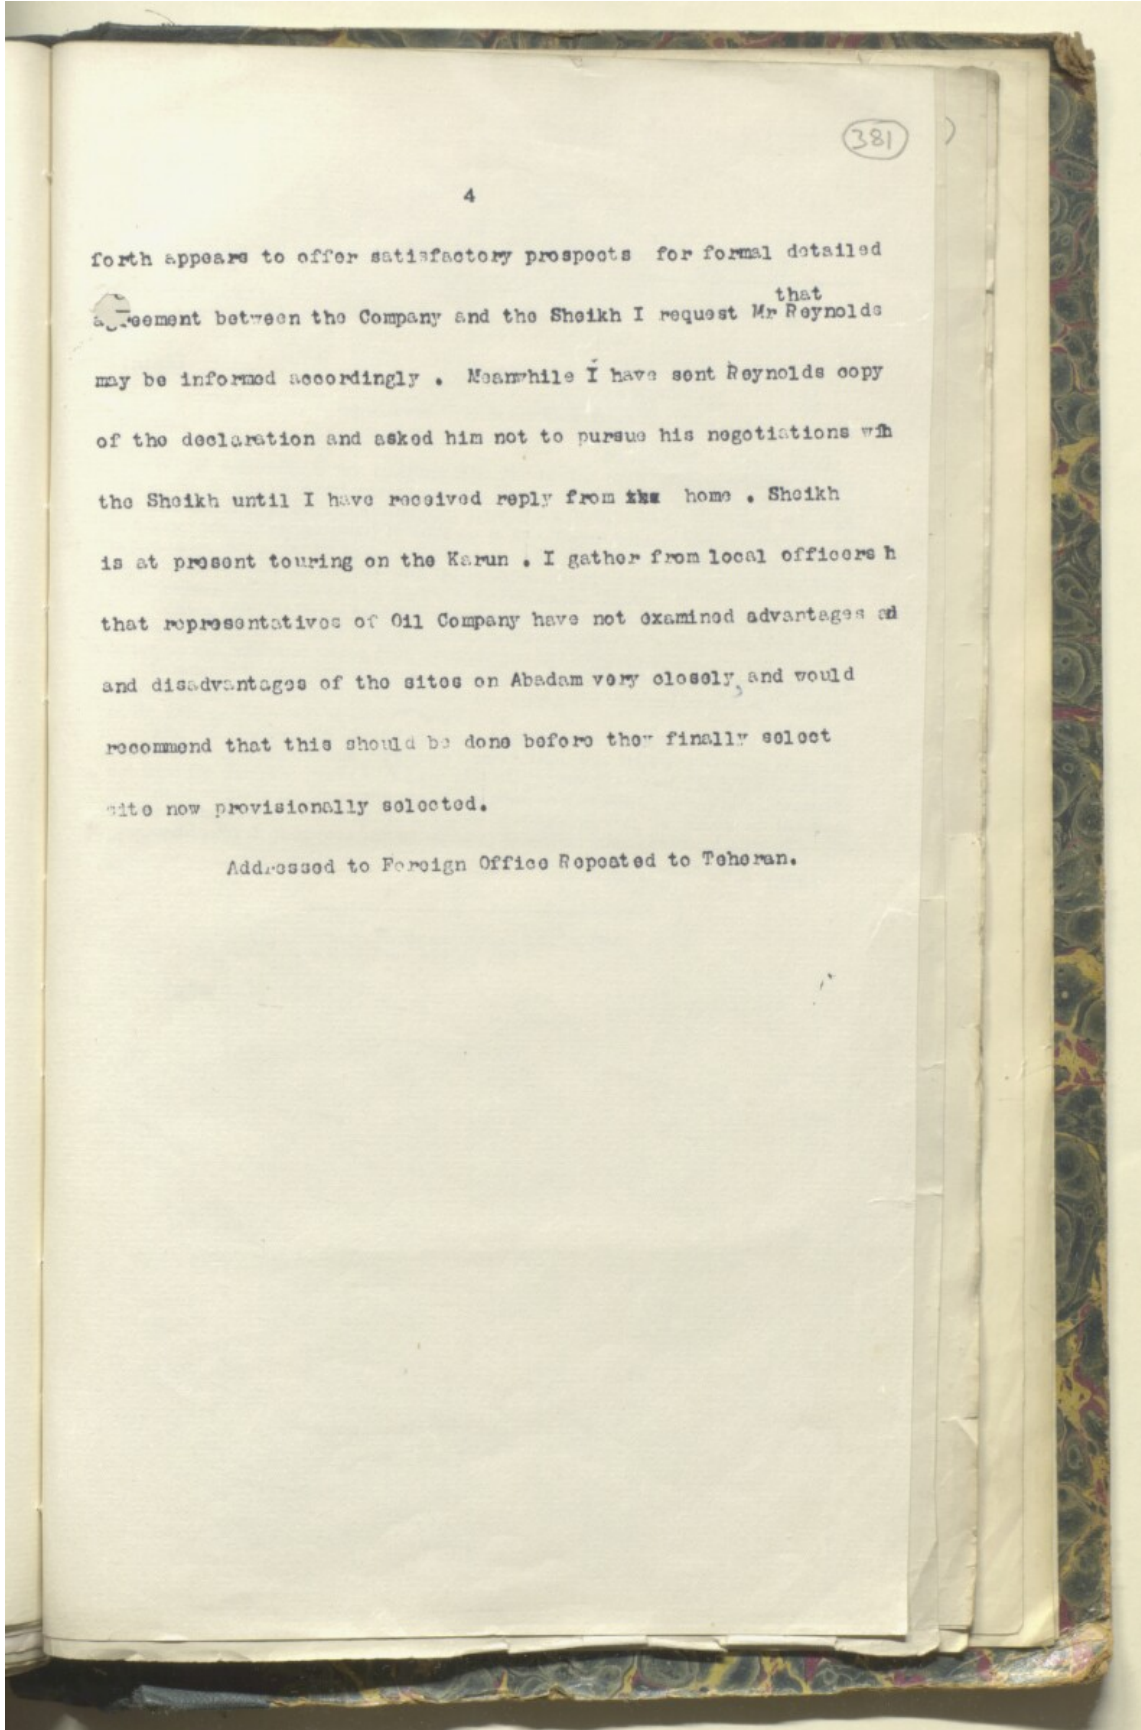 381
4
forth appears to offer satisfactory prospects for formal detailed
that
agreement between the Company and the Sheikh I request Mr Reynolds
may be informed accordingly . Meanwhile I have sent Reynolds copy
of the declaration and asked him not to pursue his negotiations wih
the Sheikh until I have received reply from the home . Sheikh
is at present touring on the Karun . I gather from local officers h
that representatives of Oil Company have not examined advantages ad
and disadvantages of the sites on Abadam very closely, and would
recommend that this should be done before they finally select
site now provisionally selected.
Addressed to Foreign Office Repeated to Teheran.